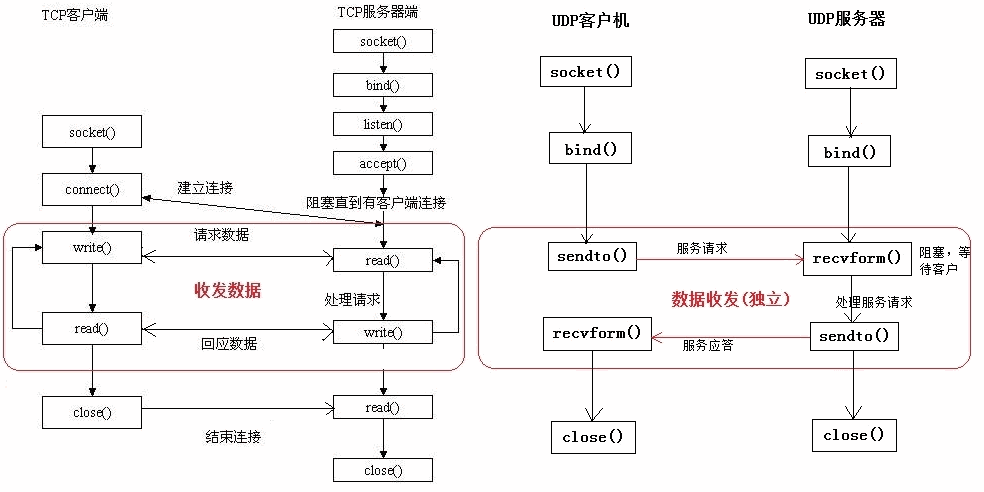 TCP客户端
TCP服务器端
socket()
bind()
listen()
accept()
阻塞直到有客户端连接
socket()
connect()
建立连接
write()
请求数据
read()
收发数据
处理请求
read()
回应数据
write()
close()
结束连接
read()
close()
UDP客户机
UDP服务器
socket()
socket()
bind()
bind()
sendto()
服务请求
recvform()
阻塞，等
待客户
数据收发(独立)
处理服务请求
recvform()
服务应答
sendto()
close()
close()